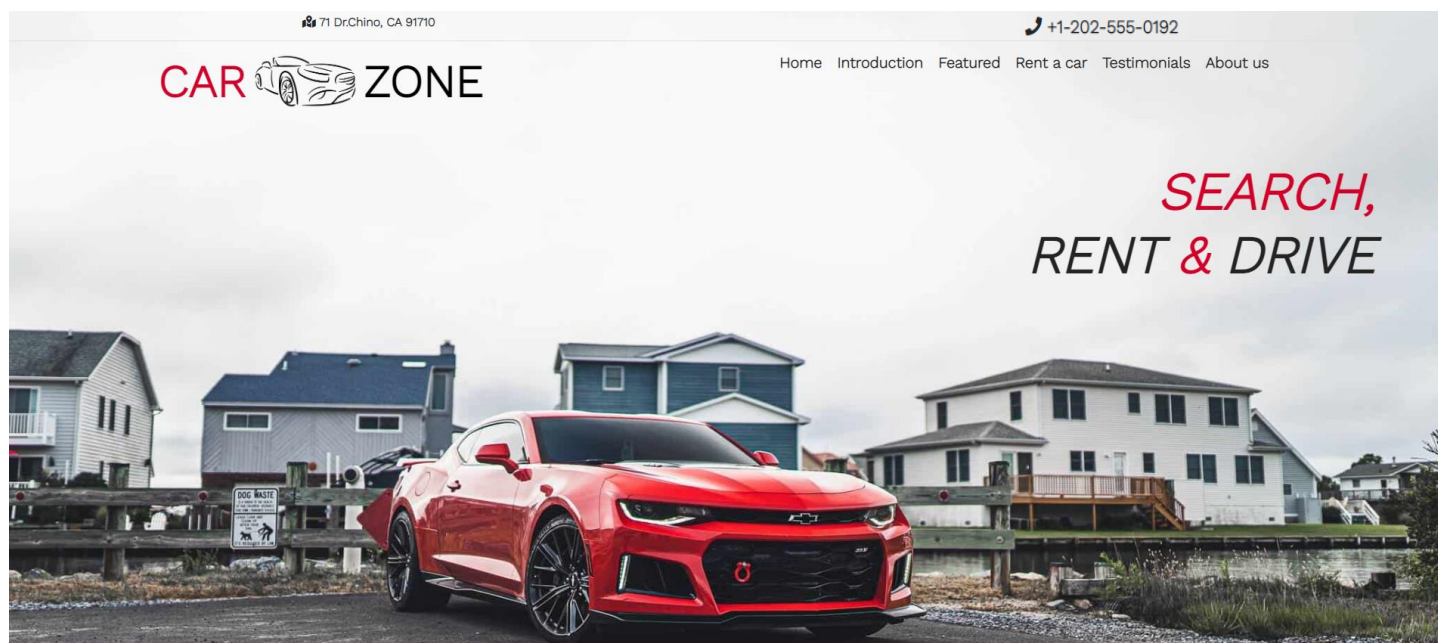 71 Dr.Chino, CA 91710
+1-202-555-0192
CAR ZONE
Home Introduction Featured Rent a car Testimonials About us
SEARCH,
RENT & DRIVE
DOG WASTE